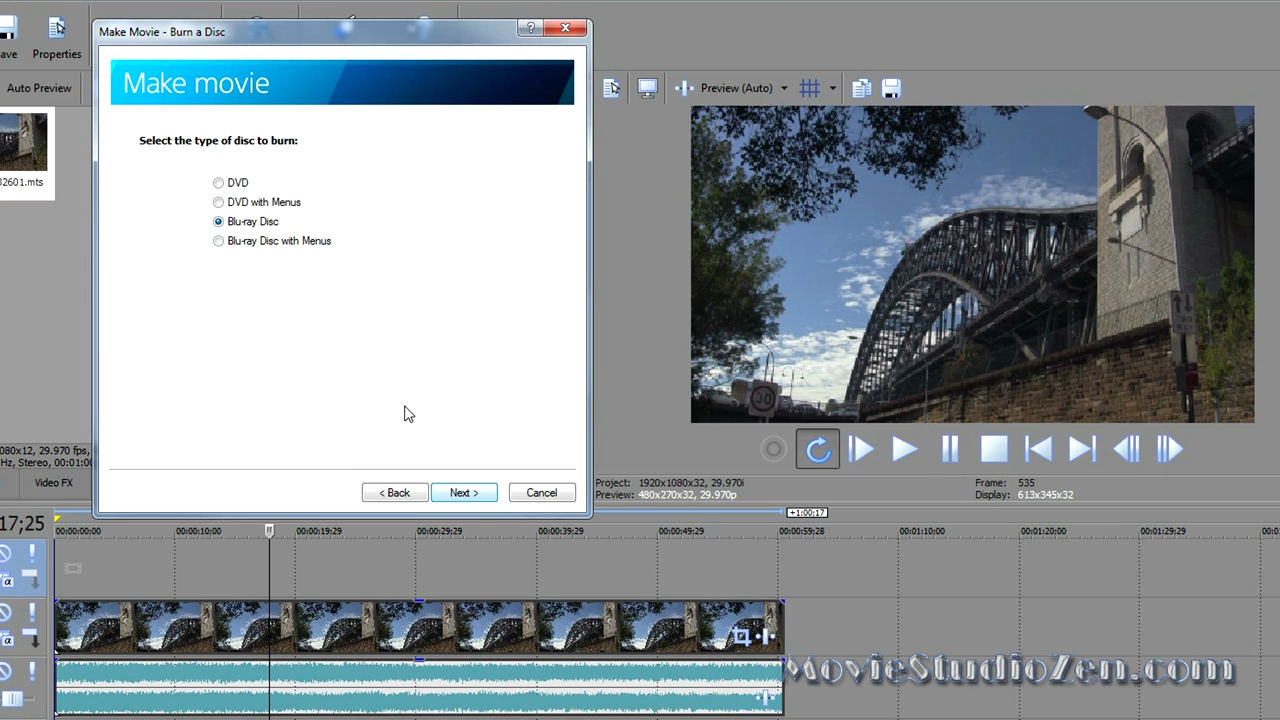 Make Movie - Burn a Disc
Properties
Auto Preview
Make movie
Preview (Auto)
Select the type of disc to burn:
DVD
DVD with Menus
Blu-ray Disc
Blu-ray Disc with Menus
30
32601.mts
080x12, 29.970 fps,
Hz, Stereo, 00:01:00
Video FX
< Back
Next >
Cancel
Project: 1920x1080x32, 29.970i
Preview: 480x270x32, 29.970p
Frame: 535
Display: 613x345x32
+1:00;17
17;25
00:00:00;00
00:00:10;00
00:00:19;29
00:00:29;29
00:00:39;29
00:00:49;29
00:00:59;28
00:01:10;00
00:01:20;00
00:01:29;29
MovieStudioZen.com